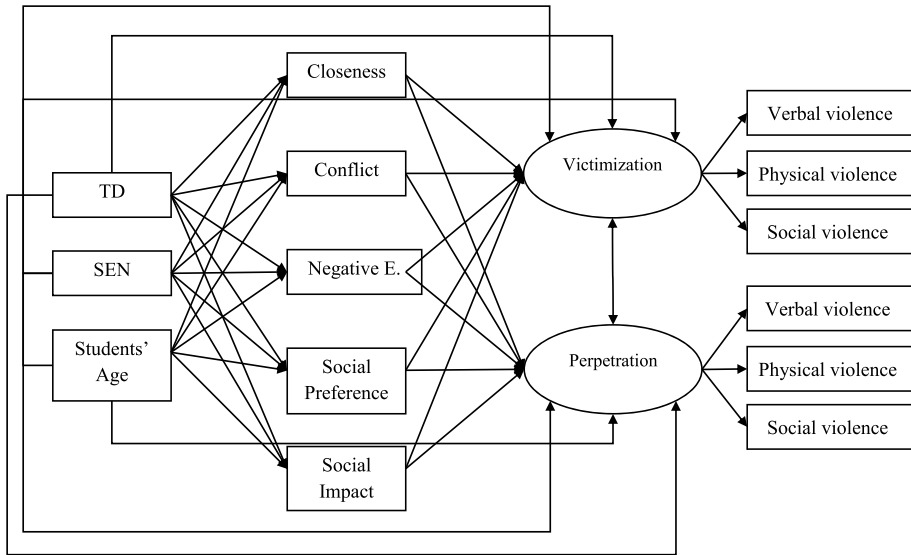 TD
SEN
Students’
Age
Closeness
Conflict
Negative E.
Social
Preference
Social
Impact
Victimization
Perpetration
Verbal violence
Physical violence
Social violence
Verbal violence
Physical violence
Social violence